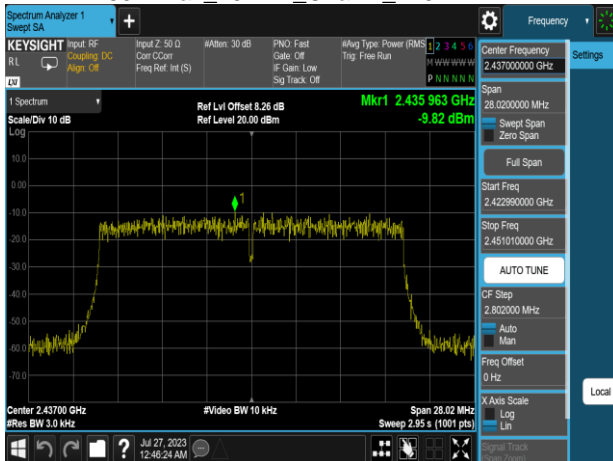 Spectrum Analyzer 1
Swept SA
Frequency
KEYSIGHT
RL
LXI
Input: RF
Coupling: DC
Align: Off
Input Z: 50 Ω
Corr CCorr
Freq Ref: Int (S)
#Atten: 30 dB
PNO: Fast
Gate: Off
IF Gain: Low
Sig Track: Off
#Avg Type: Power (RMS
Trig: Free Run
1 2 3 4 5 6
M W W W W W
P N N N N N
Center Frequency
2.437000000 GHz
Settings
1 Spectrum
Scale/Div 10 dB
Ref Lvl Offset 8.26 dB
Ref Level 20.00 dBm
Mkr1 2.435 963 GHz
-9.82 dBm
Log
10.0
0.00
-10.0
-20.0
-30.0
-40.0
-50.0
-60.0
-70.0
1
Span
28.0200000 MHz
Swept Span
Zero Span
Full Span
Start Freq
2.422990000 GHz
Stop Freq
2.451010000 GHz
AUTO TUNE
CF Step
2.802000 MHz
Auto
Man
Freq Offset
0 Hz
X Axis Scale
Log
Lin
Local
Signal Track
(Span Zoom)
Center 2.43700 GHz
#Res BW 3.0 kHz
#Video BW 10 kHz
Span 28.02 MHz
Sweep 2.95 s (1001 pts)
?
Jul 27, 2023
12:46:24 AM